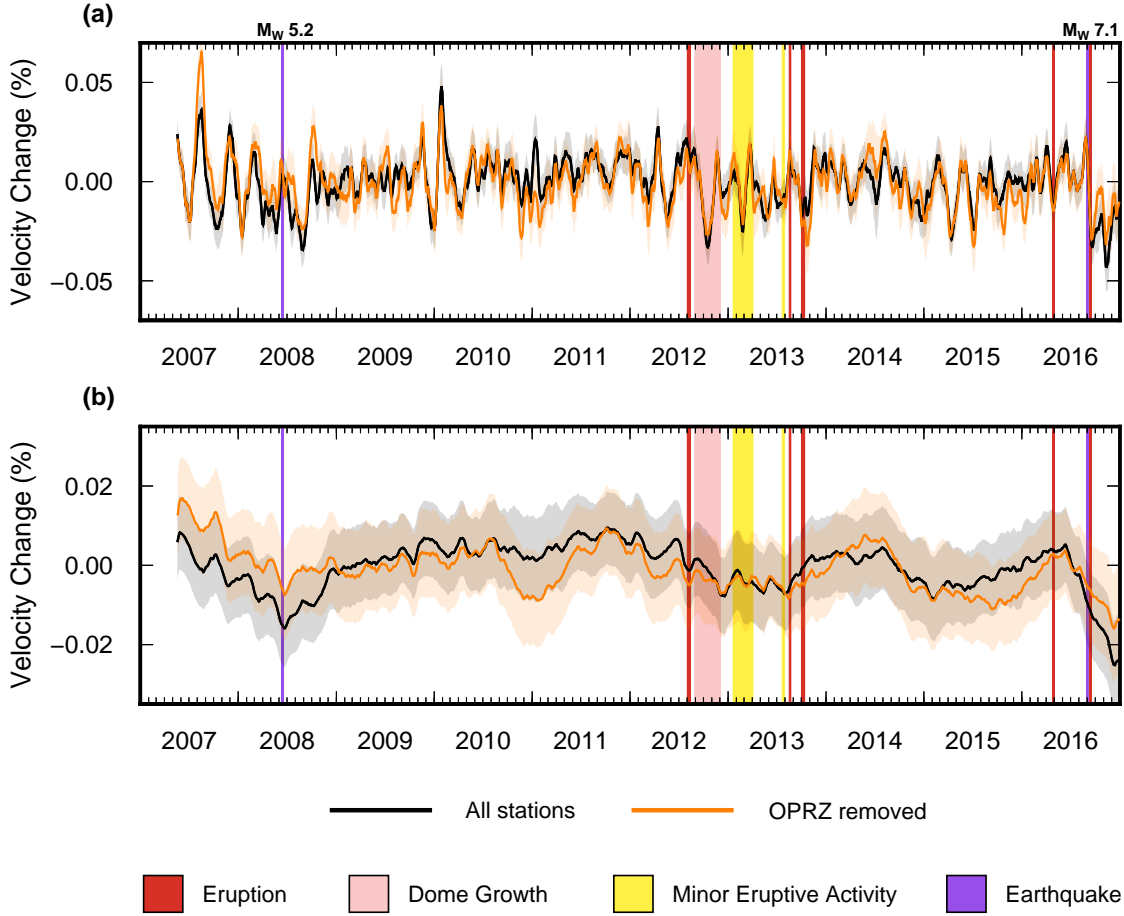 (a)
M_W 5.2
M_W 7.1
Velocity Change (%)
0.05
0.00
−0.05
2007 2008 2009 2010 2011 2012 2013 2014 2015 2016
(b)
Velocity Change (%)
0.02
0.00
−0.02
2007 2008 2009 2010 2011 2012 2013 2014 2015 2016
All stations
OPRZ removed
Eruption
Dome Growth
Minor Eruptive Activity
Earthquake